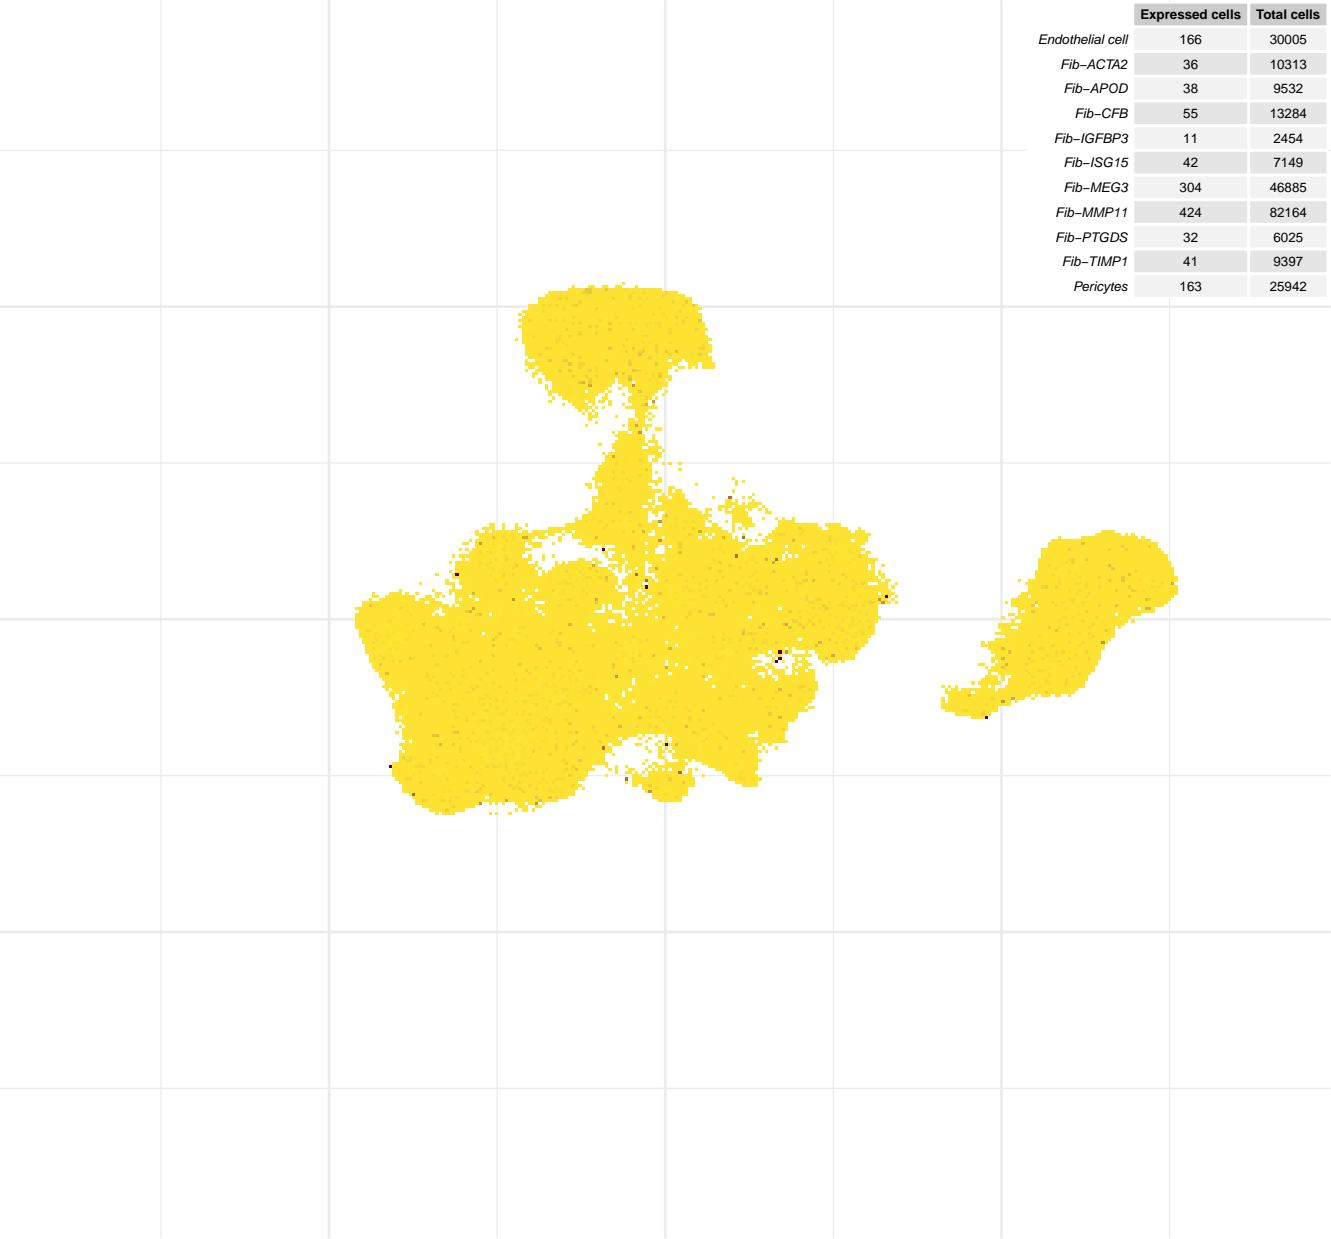 Expressed cells Total cells
Endothelial cell 166 30005
Fib−ACTA2 36 10313
Fib−APOD 38 9532
Fib−CFB 55 13284
Fib−IGFBP3 11 2454
Fib−ISG15 42 7149
Fib−MEG3 304 46885
Fib−MMP11 424 82164
Fib−PTGDS 32 6025
Fib−TIMP1 41 9397
Pericytes 163 25942